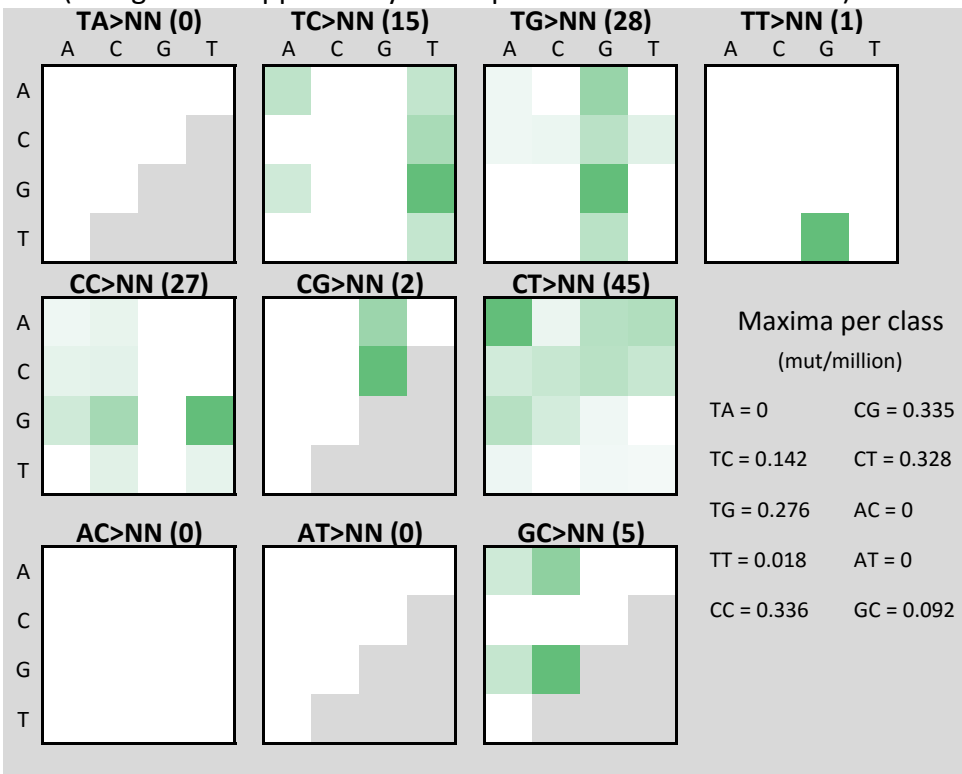 TA>NN (0) TC>NN (15) TG>NN (28) TT>NN (1)
A C G T A C G T A C G T A C G T
A
C
G
T
CC>NN (27) CG>NN (2) CT>NN (45)
A
C
G
T
Maxima per class
(mut/million)
TA = 0 CG = 0.335
TC = 0.142 CT = 0.328
TG = 0.276 AC = 0
TT = 0.018 AT = 0
CC = 0.336 GC = 0.092
AC>NN (0) AT>NN (0) GC>NN (5)
A
C
G
T